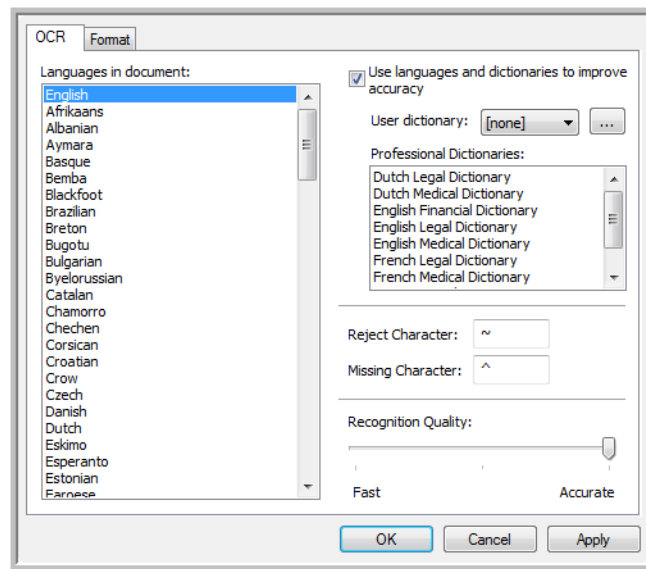 OCR
Format
Languages in document:
English
Afrikaans
Albanian
Aymara
Basque
Bemba
Blackfoot
Brazilian
Breton
Bugotu
Bulgarian
Byelorussian
Catalan
Chamorro
Chechen
Corsican
Croatian
Crow
Czech
Danish
Dutch
Eskimo
Esperanto
Estonian
Faroese
Use languages and dictionaries to improve
accuracy
User dictionary: [none] ...
Professional Dictionaries:
Dutch Legal Dictionary
Dutch Medical Dictionary
English Financial Dictionary
English Legal Dictionary
English Medical Dictionary
French Legal Dictionary
French Medical Dictionary
Reject Character: ~
Missing Character: ^
Recognition Quality:
Fast Accurate
OK Cancel Apply